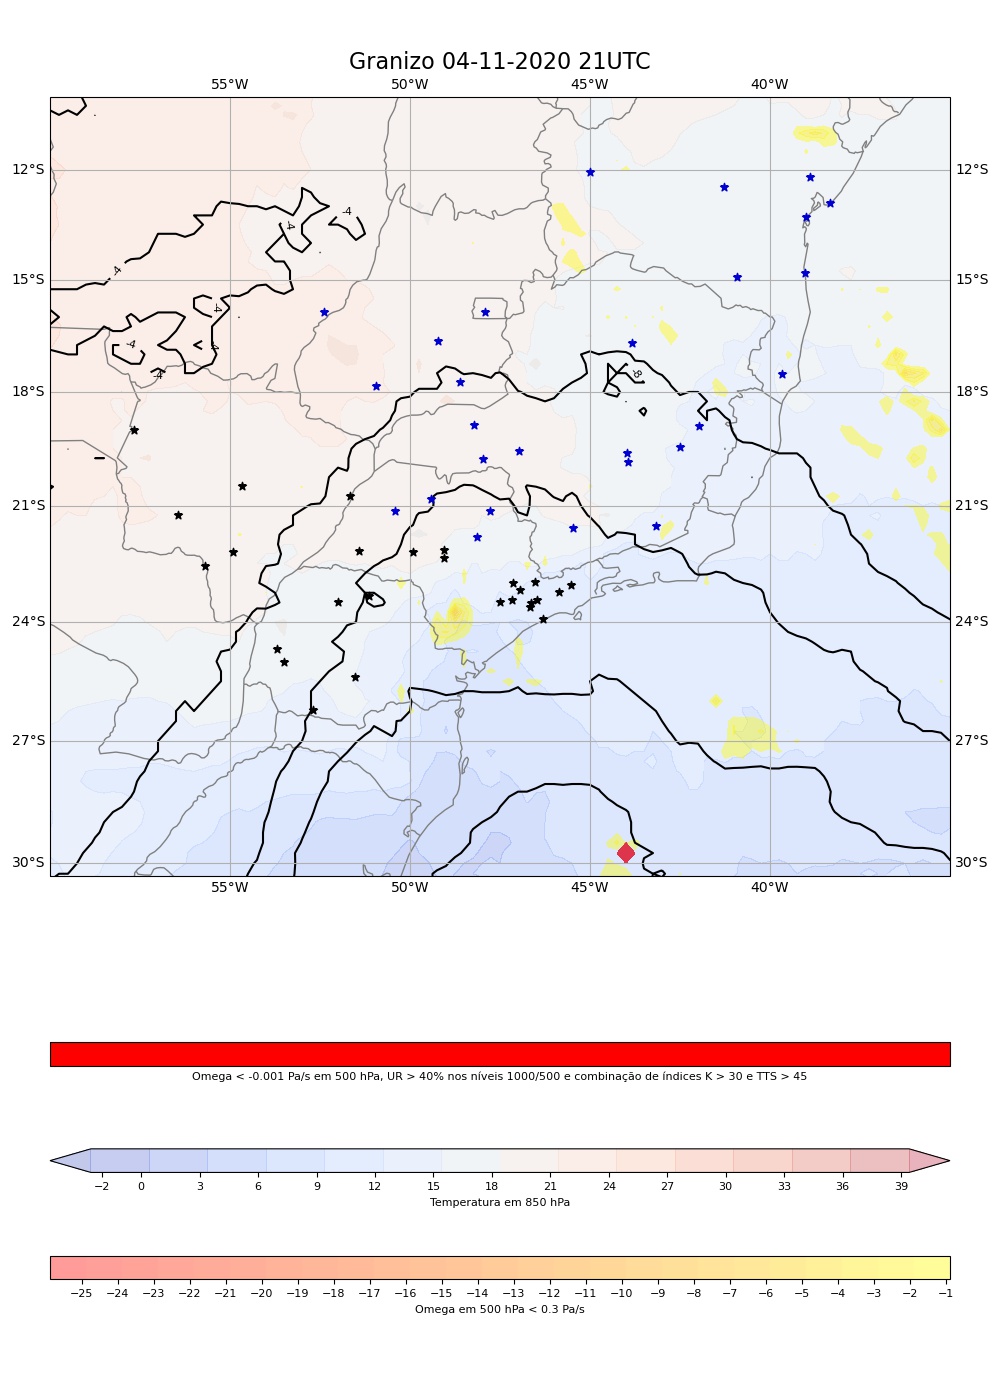 Granizo 04-11-2020 21UTC
55°W 50°W 45°W 40°W
12°S 12°S
-4
-4
-4
15°S 15°S
-4
-4 -4
-4
-8
18°S 18°S
21°S 21°S
24°S 24°S
27°S 27°S
30°S 30°S
55°W 50°W 45°W 40°W
Omega < -0.001 Pa/s em 500 hPa, UR > 40% nos níveis 1000/500 e combinação de índices K > 30 e TTS > 45
−2 0 3 6 9 12 15 18 21 24 27 30 33 36 39
Temperatura em 850 hPa
−25 −24 −23 −22 −21 −20 −19 −18 −17 −16 −15 −14 −13 −12 −11 −10 −9 −8 −7 −6 −5 −4 −3 −2 −1
Omega em 500 hPa < 0.3 Pa/s